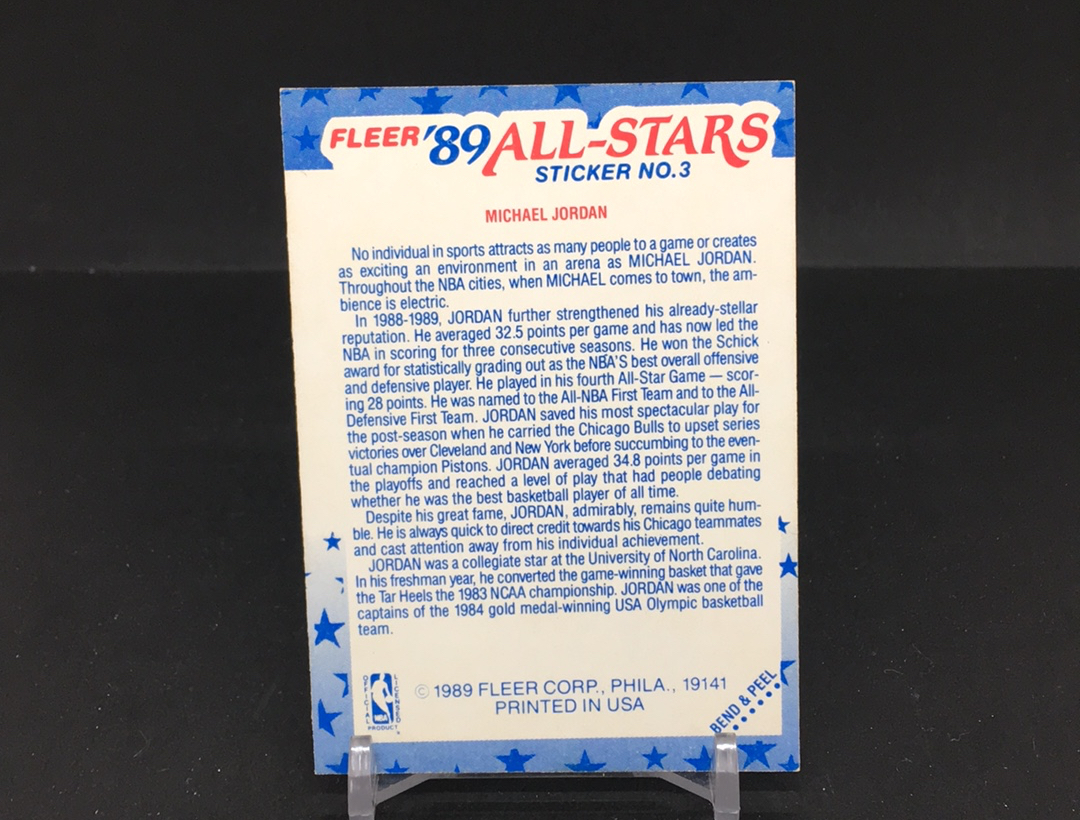 FLEER '89 ALL-STARS
STICKER NO.3
MICHAEL JORDAN
No individual in sports attracts as many people to a game or creates
as exciting an environment in an arena as MICHAEL JORDAN.
Throughout the NBA cities, when MICHAEL comes to town, the am-
bience is electric.
In 1988-1989, JORDAN further strengthened his already-stellar
reputation. He averaged 32.5 points per game and has now led the
NBA in scoring for three consecutive seasons. He won the Schick
award for statistically grading out as the NBA'S best overall offensive
and defensive player. He played in his fourth All-Star Game — scor-
ing 28 points. He was named to the All-NBA First Team and to the All-
Defensive First Team. JORDAN saved his most spectacular play for
the post-season when he carried the Chicago Bulls to upset series
victories over Cleveland and New York before succumbing to the even-
tual champion Pistons. JORDAN averaged 34.8 points per game in
the playoffs and reached a level of play that had people debating
whether he was the best basketball player of all time.
Despite his great fame, JORDAN, admirably, remains quite hum-
ble. He is always quick to direct credit towards his Chicago teammates
and cast attention away from his individual achievement.
JORDAN was a collegiate star at the University of North Carolina.
In his freshman year, he converted the game-winning basket that gave
the Tar Heels the 1983 NCAA championship. JORDAN was one of the
captains of the 1984 gold medal-winning USA Olympic basketball
team.
OFFICIAL
LICENSED
NBA
PRODUCT
© 1989 FLEER CORP., PHILA., 19141
PRINTED IN USA
BEND & PEEL